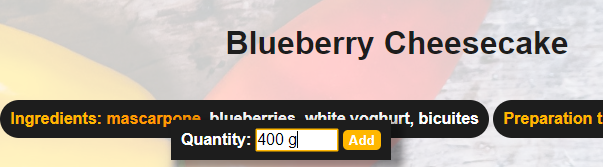 Blueberry Cheesecake
Ingredients: mascarpone, blueberries, white yoghurt, bicuites
Preparation t
Quantity: 400 g Add